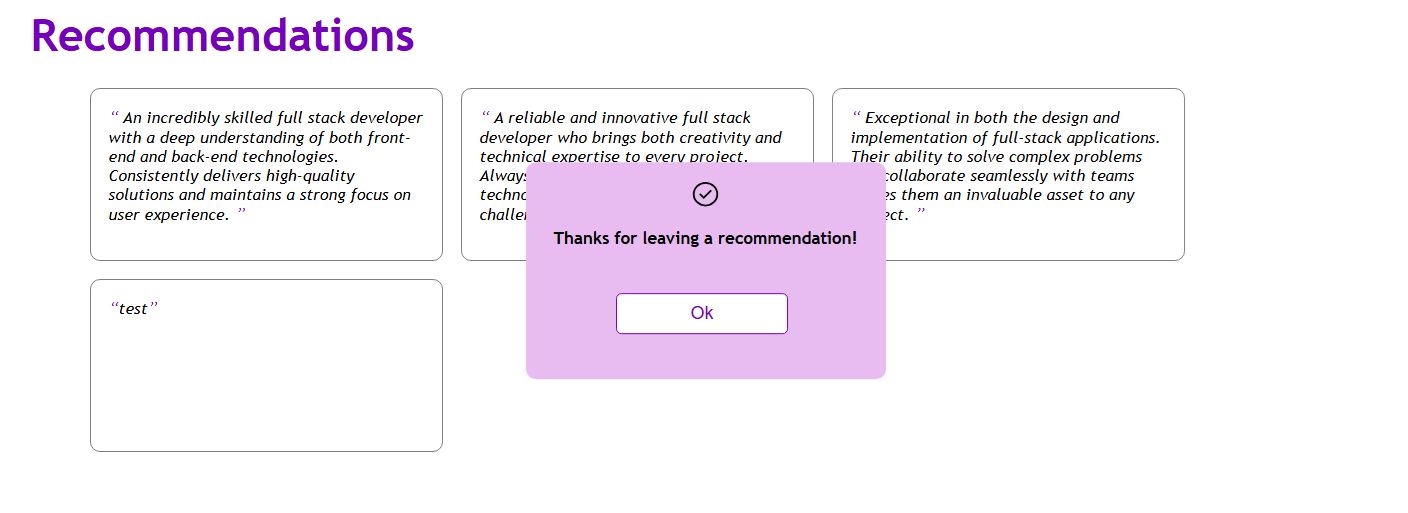 Recommendations
“ An incredibly skilled full stack developer
with a deep understanding of both front-
end and back-end technologies.
Consistently delivers high-quality
solutions and maintains a strong focus on
user experience. ”
“ A reliable and innovative full stack
developer who brings both creativity and
technical expertise to every project.
Always
“ Exceptional in both the design and
implementation of full-stack applications.
Their ability to solve complex problems
collaborate seamlessly with teams
them an invaluable asset to any
”
“test”
Thanks for leaving a recommendation!
Ok